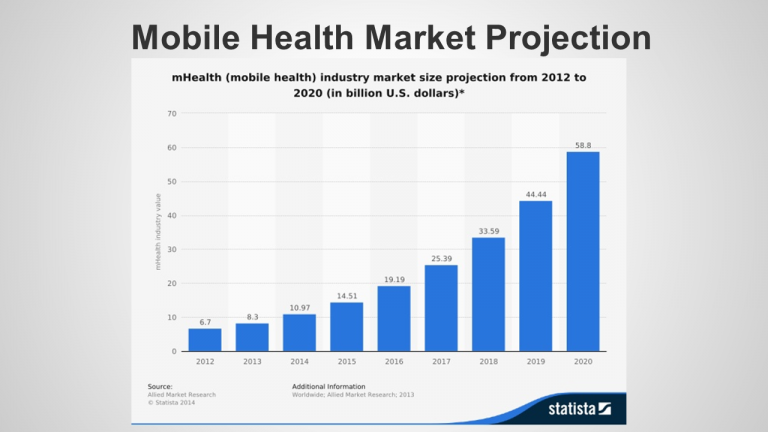 Mobile Health Market Projection
mHealth (mobile health) industry market size projection from 2012 to
2020 (in billion U.S. dollars)*
70
60
50
40
30
20
10
0
mHealth industry value
6.7
8.3
10.97
14.51
19.19
25.39
33.59
44.44
58.8
2012 2013 2014 2015 2016 2017 2018 2019 2020
Source:
Allied Market Research
© Statista 2014
Additional Information
Worldwide; Allied Market Research; 2013
statista